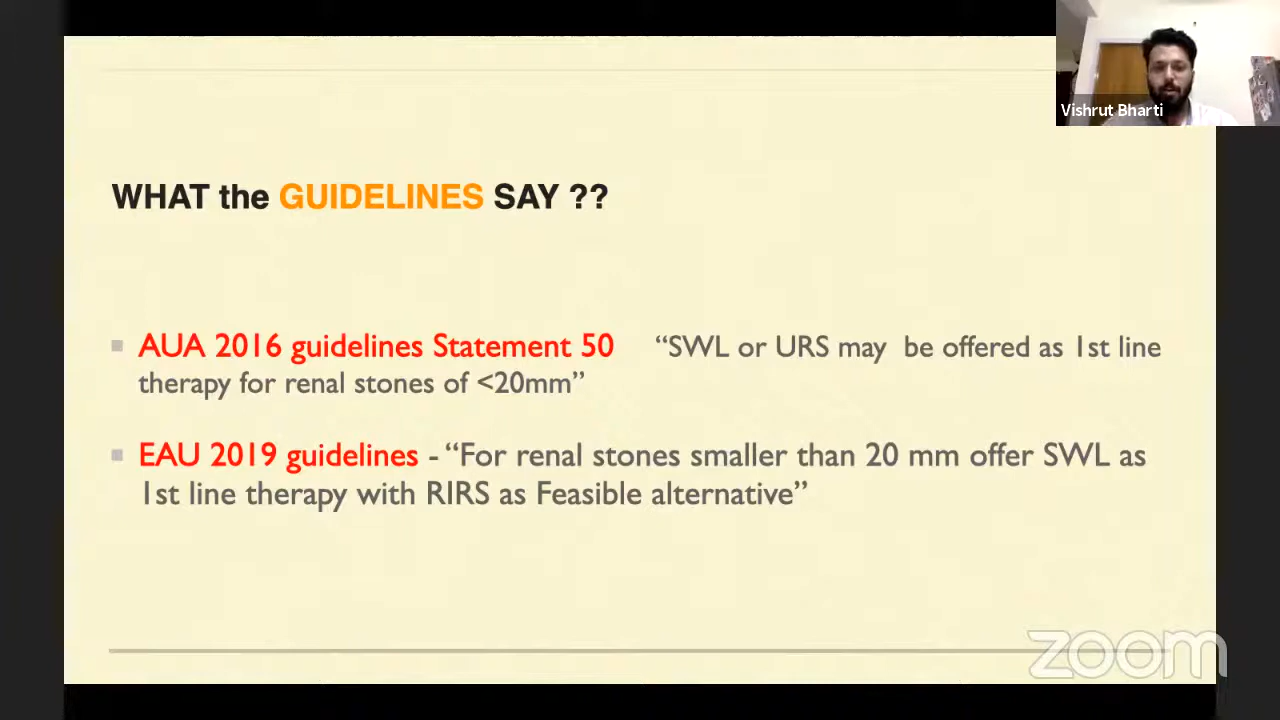 Vishrut Bharti
WHAT the GUIDELINES SAY ??
AUA 2016 guidelines Statement 50 “SWL or URS may be offered as 1st line
therapy for renal stones of <20mm”
EAU 2019 guidelines - “For renal stones smaller than 20 mm offer SWL as
1st line therapy with RIRS as Feasible alternative”
zoom